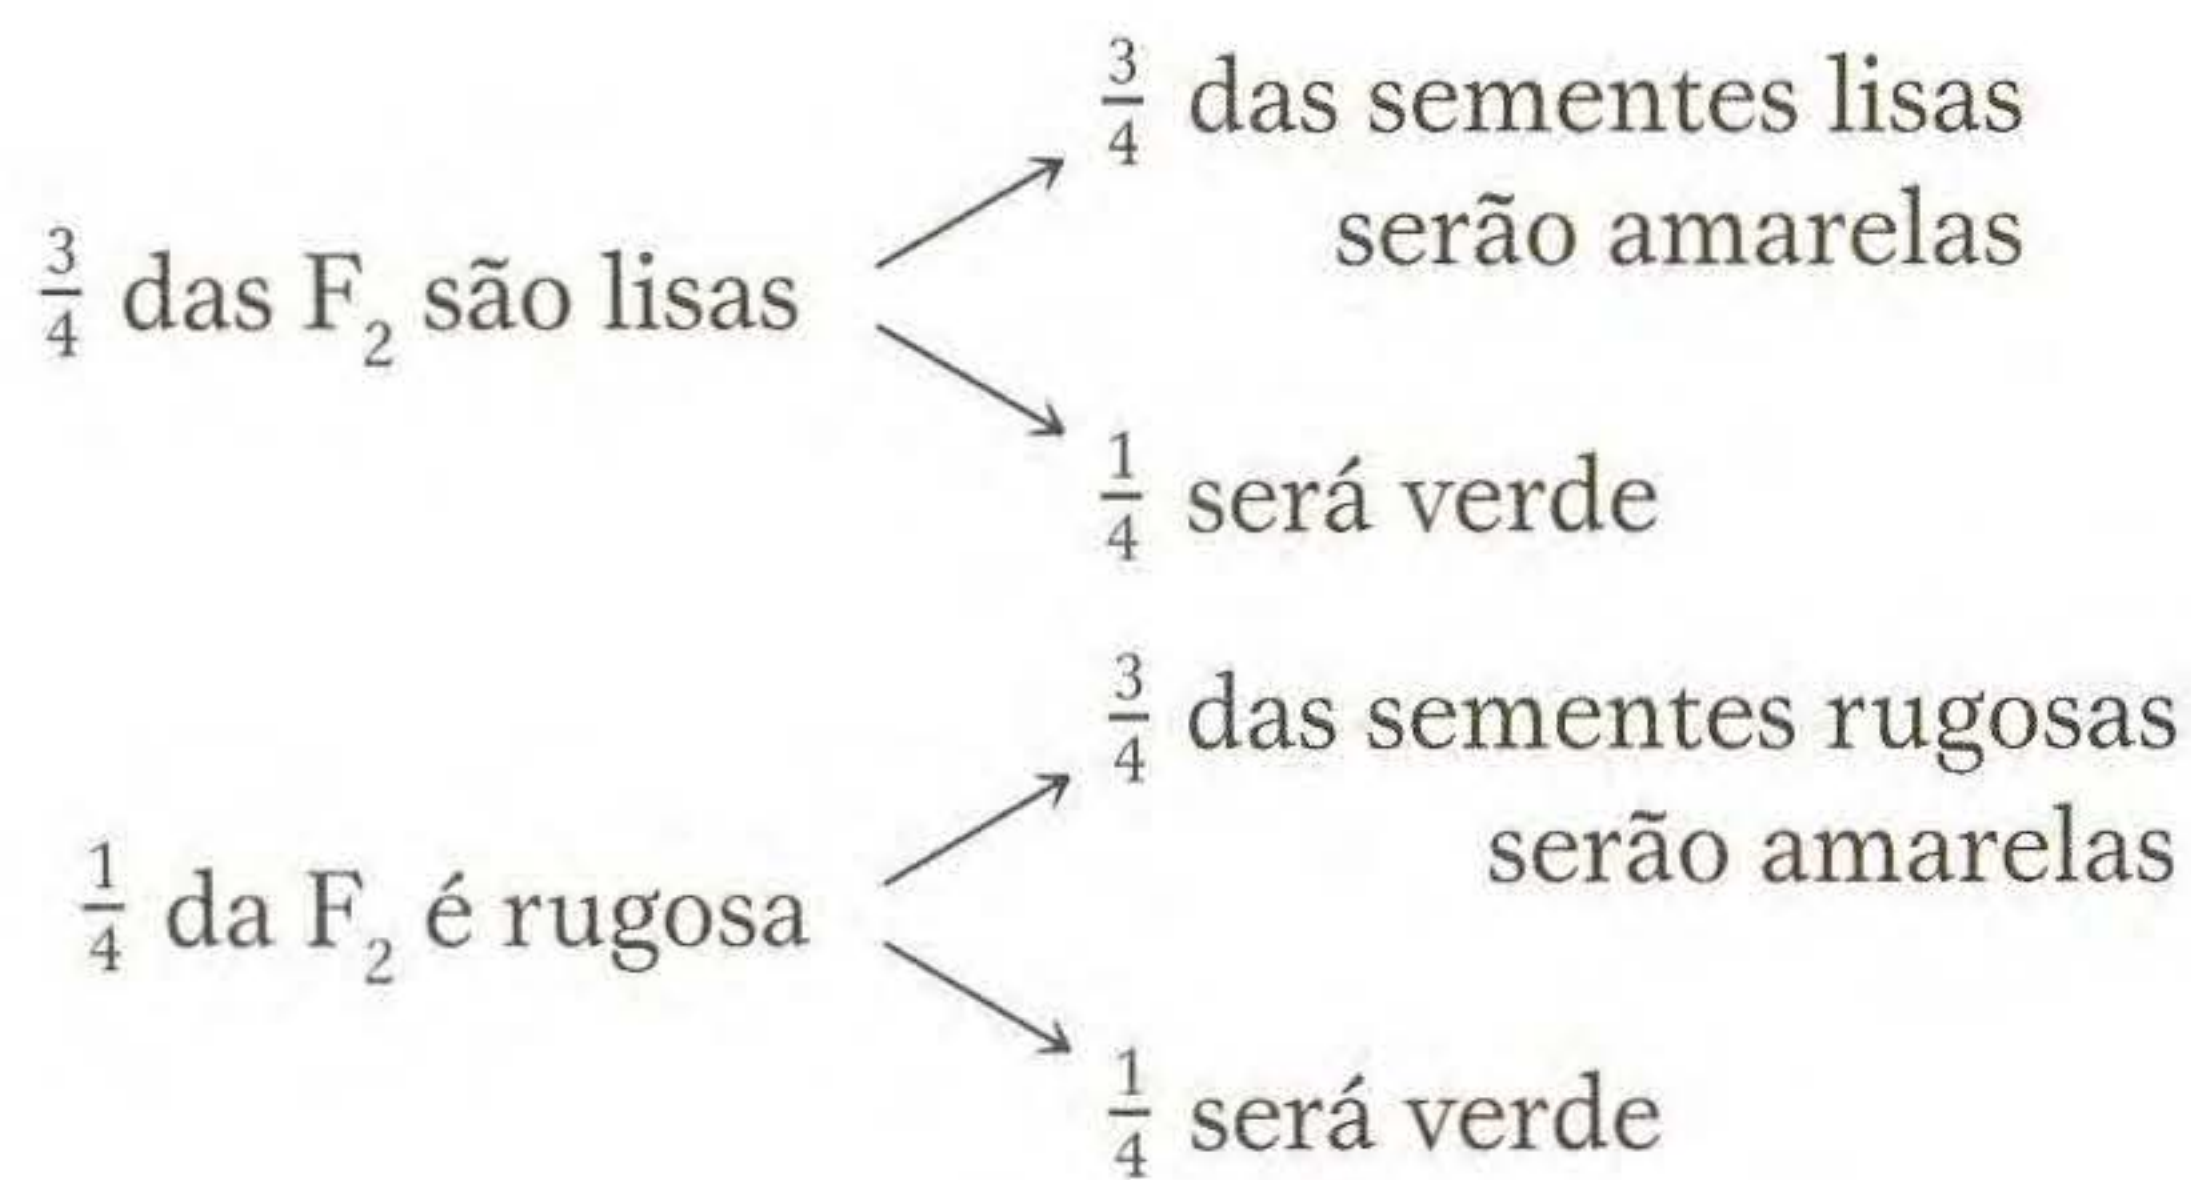 3/4 das F₂ são lisas
3/4 das sementes lisas
serão amarelas
1/4 será verde
1/4 da F₂ é rugosa
3/4 das sementes rugosas
serão amarelas
1/4 será verde